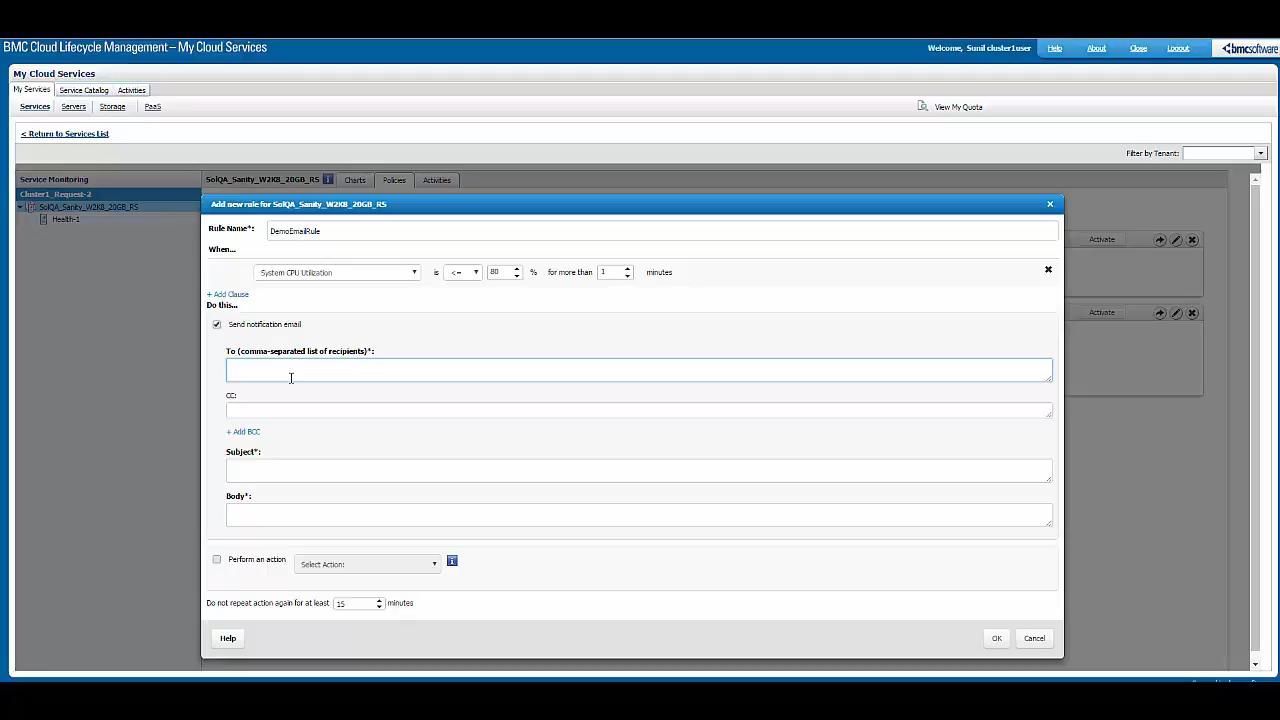 BMC Cloud Lifecycle Management – My Cloud Services
Welcome, Sunil cluster1user Help About Close Logout bmcsoftware
My Cloud Services
My Services Service Catalog Activities
Services Servers Storage PaaS View My Quota
< Return to Services List
Filter by Tenant:
Service Monitoring SolQA_Sanity_W2K8_20GB_RS Charts Policies Activities
Cluster1_Request-2
SolQA_Sanity_W2K8_20GB_RS
Health-1
Add new rule for SolQA_Sanity_W2K8_20GB_RS
Rule Name*: DemoEmailRule
When...
Activate
System CPU Utilization is <= 80 % for more than 1 minutes
+ Add Clause
Do this...
Activate
Send notification email
To (comma-separated list of recipients)*:
CC:
+ Add BCC
Subject*:
Body*:
Perform an action Select Action:
Do not repeat action again for at least 15 minutes
Help OK Cancel